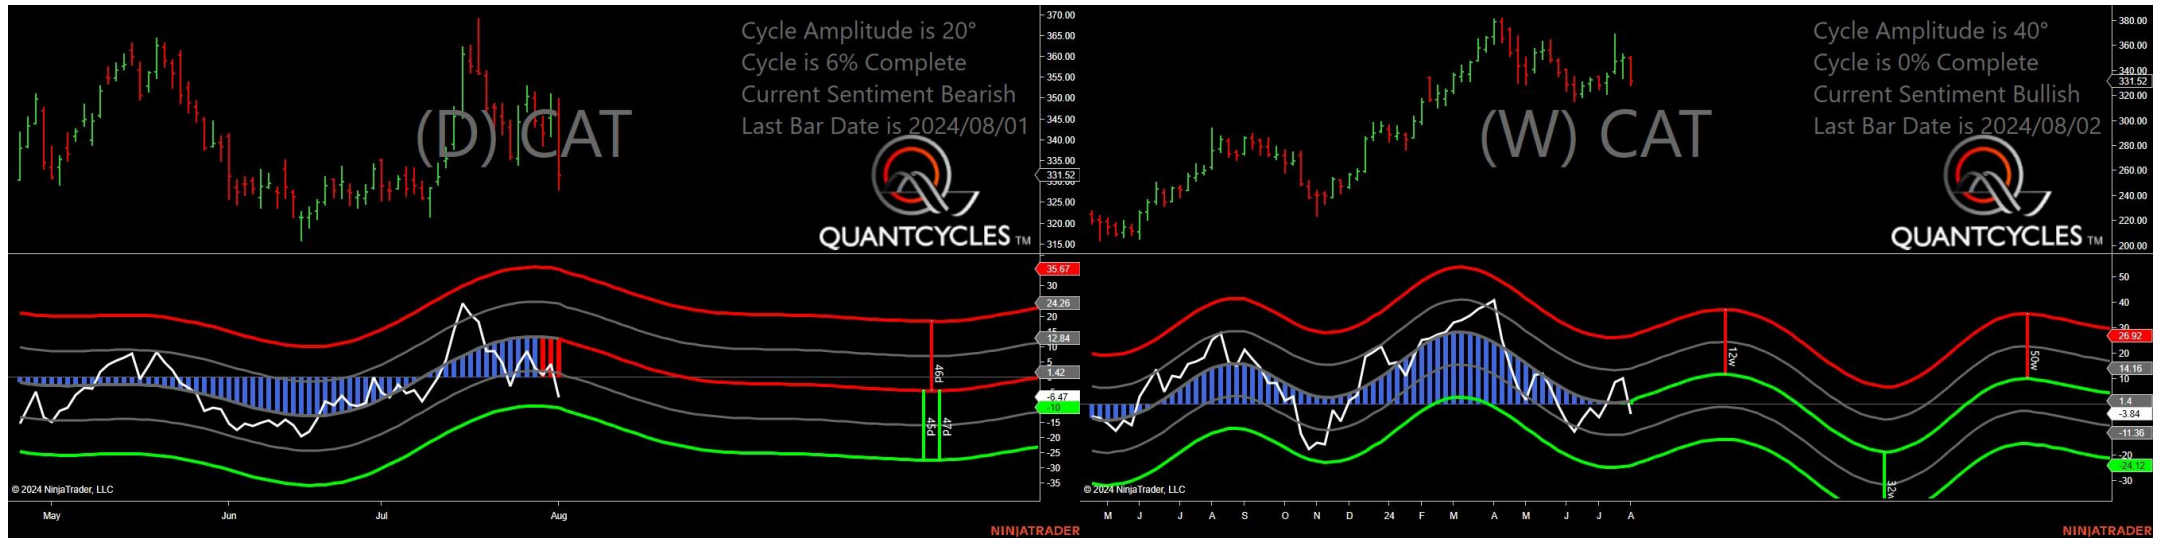 Cycle Amplitude is 20°
Cycle is 6% Complete
Current Sentiment Bearish
Last Bar Date is 2024/08/01
(D) CAT
QUANTCYCLES TM
370.00
365.00
360.00
355.00
350.00
345.00
340.00
335.00
331.52
330.00
325.00
320.00
315.00
35.67
30
24.26
20
15
12.84
10
5
1.42
-6.47
-10
-15
-20
-25
-30
-35
46d
45d
47d
© 2024 NinjaTrader, LLC
May
Jun
Jul
Aug
NINJATRADER
Cycle Amplitude is 40°
Cycle is 0% Complete
Current Sentiment Bullish
Last Bar Date is 2024/08/02
(W) CAT
QUANTCYCLES TM
380.00
360.00
340.00
331.52
320.00
300.00
280.00
260.00
240.00
220.00
200.00
50
40
30
26.92
20
14.16
10
1.4
-3.84
-11.36
-20
-24.12
-30
12w
50w
32w
© 2024 NinjaTrader, LLC
M J J A S O N D 24 F M A M J J A
NINJATRADER